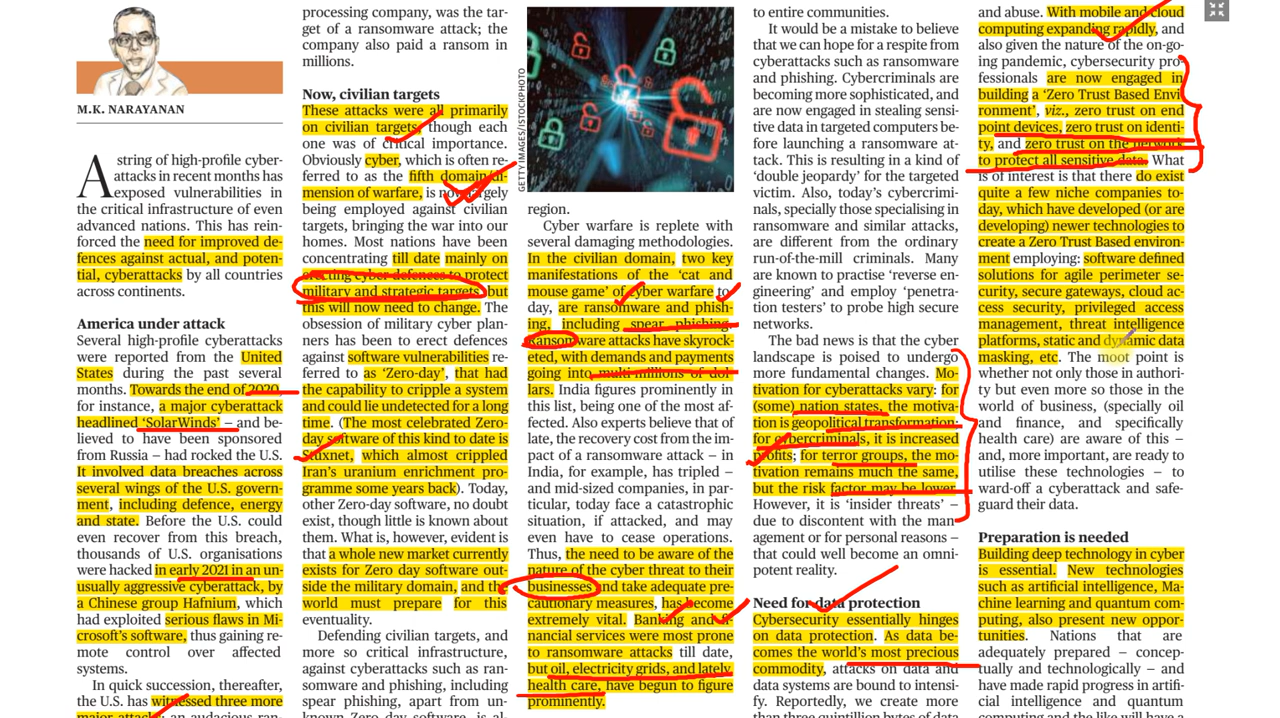 M.K. NARAYANAN
A string of high-profile cyber-
attacks in recent months has
exposed vulnerabilities in
the critical infrastructure of even
advanced nations. This has rein-
forced the need for improved de-
fences against actual, and poten-
tial, cyberattacks by all countries
across continents.
America under attack
Several high-profile cyberattacks
were reported from the United
States during the past several
months. Towards the end of 2020,
for instance, a major cyberattack
headlined ‘SolarWinds’ – and be-
lieved to have been sponsored
from Russia – had rocked the U.S.
It involved data breaches across
several wings of the U.S. govern-
ment, including defence, energy
and state. Before the U.S. could
even recover from this breach,
thousands of U.S. organisations
were hacked in early 2021 in an un-
usually aggressive cyberattack, by
a Chinese group Hafnium, which
had exploited serious flaws in Mi-
crosoft’s software, thus gaining re-
mote control over affected
systems.
In quick succession, thereafter,
the U.S. has witnessed three more
major attacks: an audacious ran-
processing company, was the tar-
get of a ransomware attack; the
company also paid a ransom in
millions.
Now, civilian targets
These attacks were all primarily
on civilian targets, though each
one was of critical importance.
Obviously cyber, which is often re-
ferred to as the fifth domain/di-
mension of warfare, is now largely
being employed against civilian
targets, bringing the war into our
homes. Most nations have been
concentrating till date mainly on
erecting cyber defences to protect
military and strategic targets, but
this will now need to change. The
obsession of military cyber plan-
ners has been to erect defences
against software vulnerabilities re-
ferred to as ‘Zero-day’, that had
the capability to cripple a system
and could lie undetected for a long
time. (The most celebrated Zero-
day software of this kind to date is
Stuxnet, which almost crippled
Iran’s uranium enrichment pro-
gramme some years back). Today,
other Zero-day software, no doubt
exist, though little is known about
them. What is, however, evident is
that a whole new market currently
exists for Zero day software out-
side the military domain, and the
world must prepare for this
eventuality.
Defending civilian targets, and
more so critical infrastructure,
against cyberattacks such as ran-
somware and phishing, including
spear phishing, apart from un-
known Zero day software, is al-
GETTY IMAGES/ISTOCKPHOTO
region.
Cyber warfare is replete with
several damaging methodologies.
In the civilian domain, two key
manifestations of the ‘cat and
mouse game’ of cyber warfare to-
day, are ransomware and phish-
ing, including spear phishing.
Ransomware attacks have skyrock-
eted, with demands and payments
going into multi-millions of dol-
lars. India figures prominently in
this list, being one of the most af-
fected. Also experts believe that of
late, the recovery cost from the im-
pact of a ransomware attack – in
India, for example, has tripled –
and mid-sized companies, in par-
ticular, today face a catastrophic
situation, if attacked, and may
even have to cease operations.
Thus, the need to be aware of the
nature of the cyber threat to their
businesses and take adequate pre-
cautionary measures, has become
extremely vital. Banking and fi-
nancial services were most prone
to ransomware attacks till date,
but oil, electricity grids, and lately,
health care, have begun to figure
prominently.
to entire communities.
It would be a mistake to believe
that we can hope for a respite from
cyberattacks such as ransomware
and phishing. Cybercriminals are
becoming more sophisticated, and
are now engaged in stealing sensi-
tive data in targeted computers be-
fore launching a ransomware at-
tack. This is resulting in a kind of
‘double jeopardy’ for the targeted
victim. Also, today’s cybercrimi-
nals, specially those specialising in
ransomware and similar attacks,
are different from the ordinary
run-of-the-mill criminals. Many
are known to practise ‘reverse en-
gineering’ and employ ‘penetra-
tion testers’ to probe high secure
networks.
The bad news is that the cyber
landscape is poised to undergo
more fundamental changes. Mo-
tivation for cyberattacks vary: for
(some) nation states, the motiva-
tion is geopolitical transformation;
for cybercriminals, it is increased
profits; for terror groups, the mo-
tivation remains much the same,
but the risk factor may be lower.
However, it is ‘insider threats’ –
due to discontent with the man-
agement or for personal reasons –
that could well become an omni-
potent reality.
Need for data protection
Cybersecurity essentially hinges
on data protection. As data be-
comes the world’s most precious
commodity, attacks on data and
data systems are bound to intensi-
fy. Reportedly, we create more
than three quintillion bytes of data
and abuse. With mobile and cloud
computing expanding rapidly, and
also given the nature of the on-go-
ing pandemic, cybersecurity pro-
fessionals are now engaged in
building a ‘Zero Trust Based Envi-
ronment’, viz., zero trust on end
point devices, zero trust on identi-
ty, and zero trust on the network
to protect all sensitive data. What
is of interest is that there do exist
quite a few niche companies to-
day, which have developed (or are
developing) newer technologies to
create a Zero Trust Based environ-
ment employing: software defined
solutions for agile perimeter se-
curity, secure gateways, cloud ac-
cess security, privileged access
management, threat intelligence
platforms, static and dynamic data
masking, etc. The moot point is
whether not only those in authori-
ty but even more so those in the
world of business, (specially oil
and finance, and specifically
health care) are aware of this –
and, more important, are ready to
utilise these technologies – to
ward-off a cyberattack and safe-
guard their data.
Preparation is needed
Building deep technology in cyber
is essential. New technologies
such as artificial intelligence, Ma-
chine learning and quantum com-
puting, also present new oppor-
tunities. Nations that are
adequately prepared – concep-
tually and technologically – and
have made rapid progress in artifi-
cial intelligence and quantum
computing and the like will have a